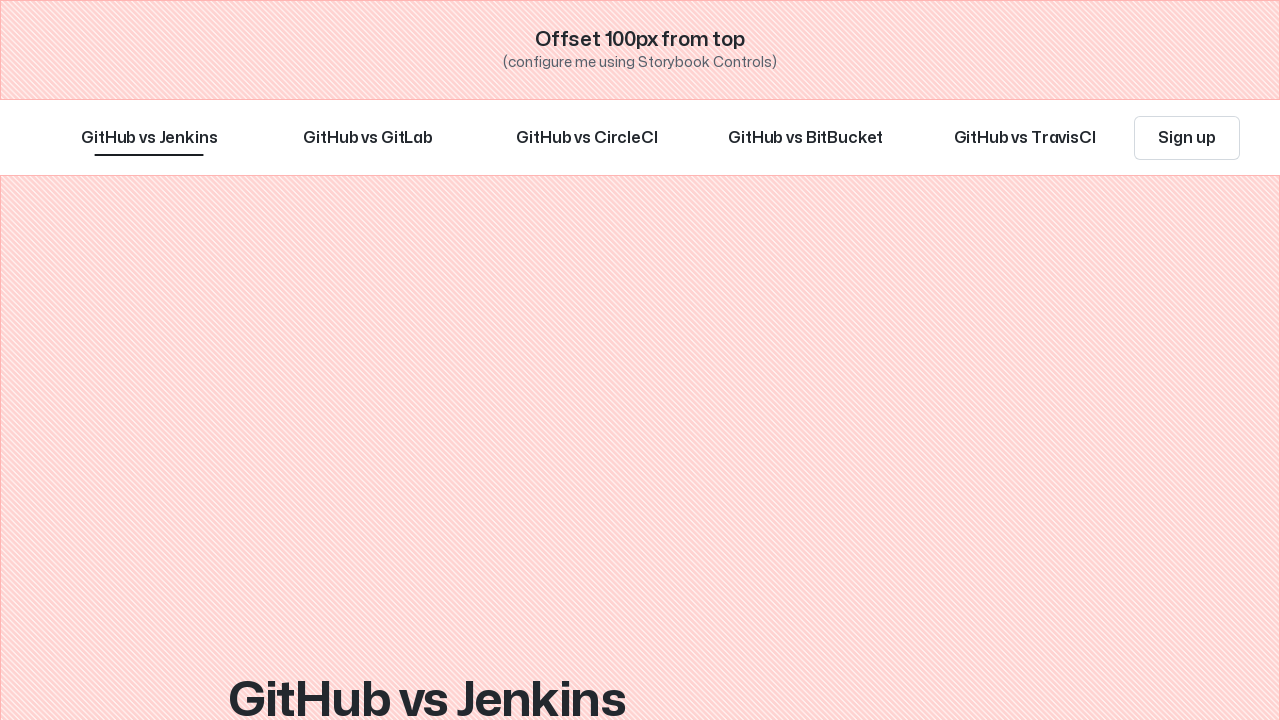 Offset 100px from top
(configure me using Storybook Controls)
GitHub vs Jenkins
GitHub vs GitLab
GitHub vs CircleCI
GitHub vs BitBucket
GitHub vs TravisCI
Sign up
GitHub vs Jenkins